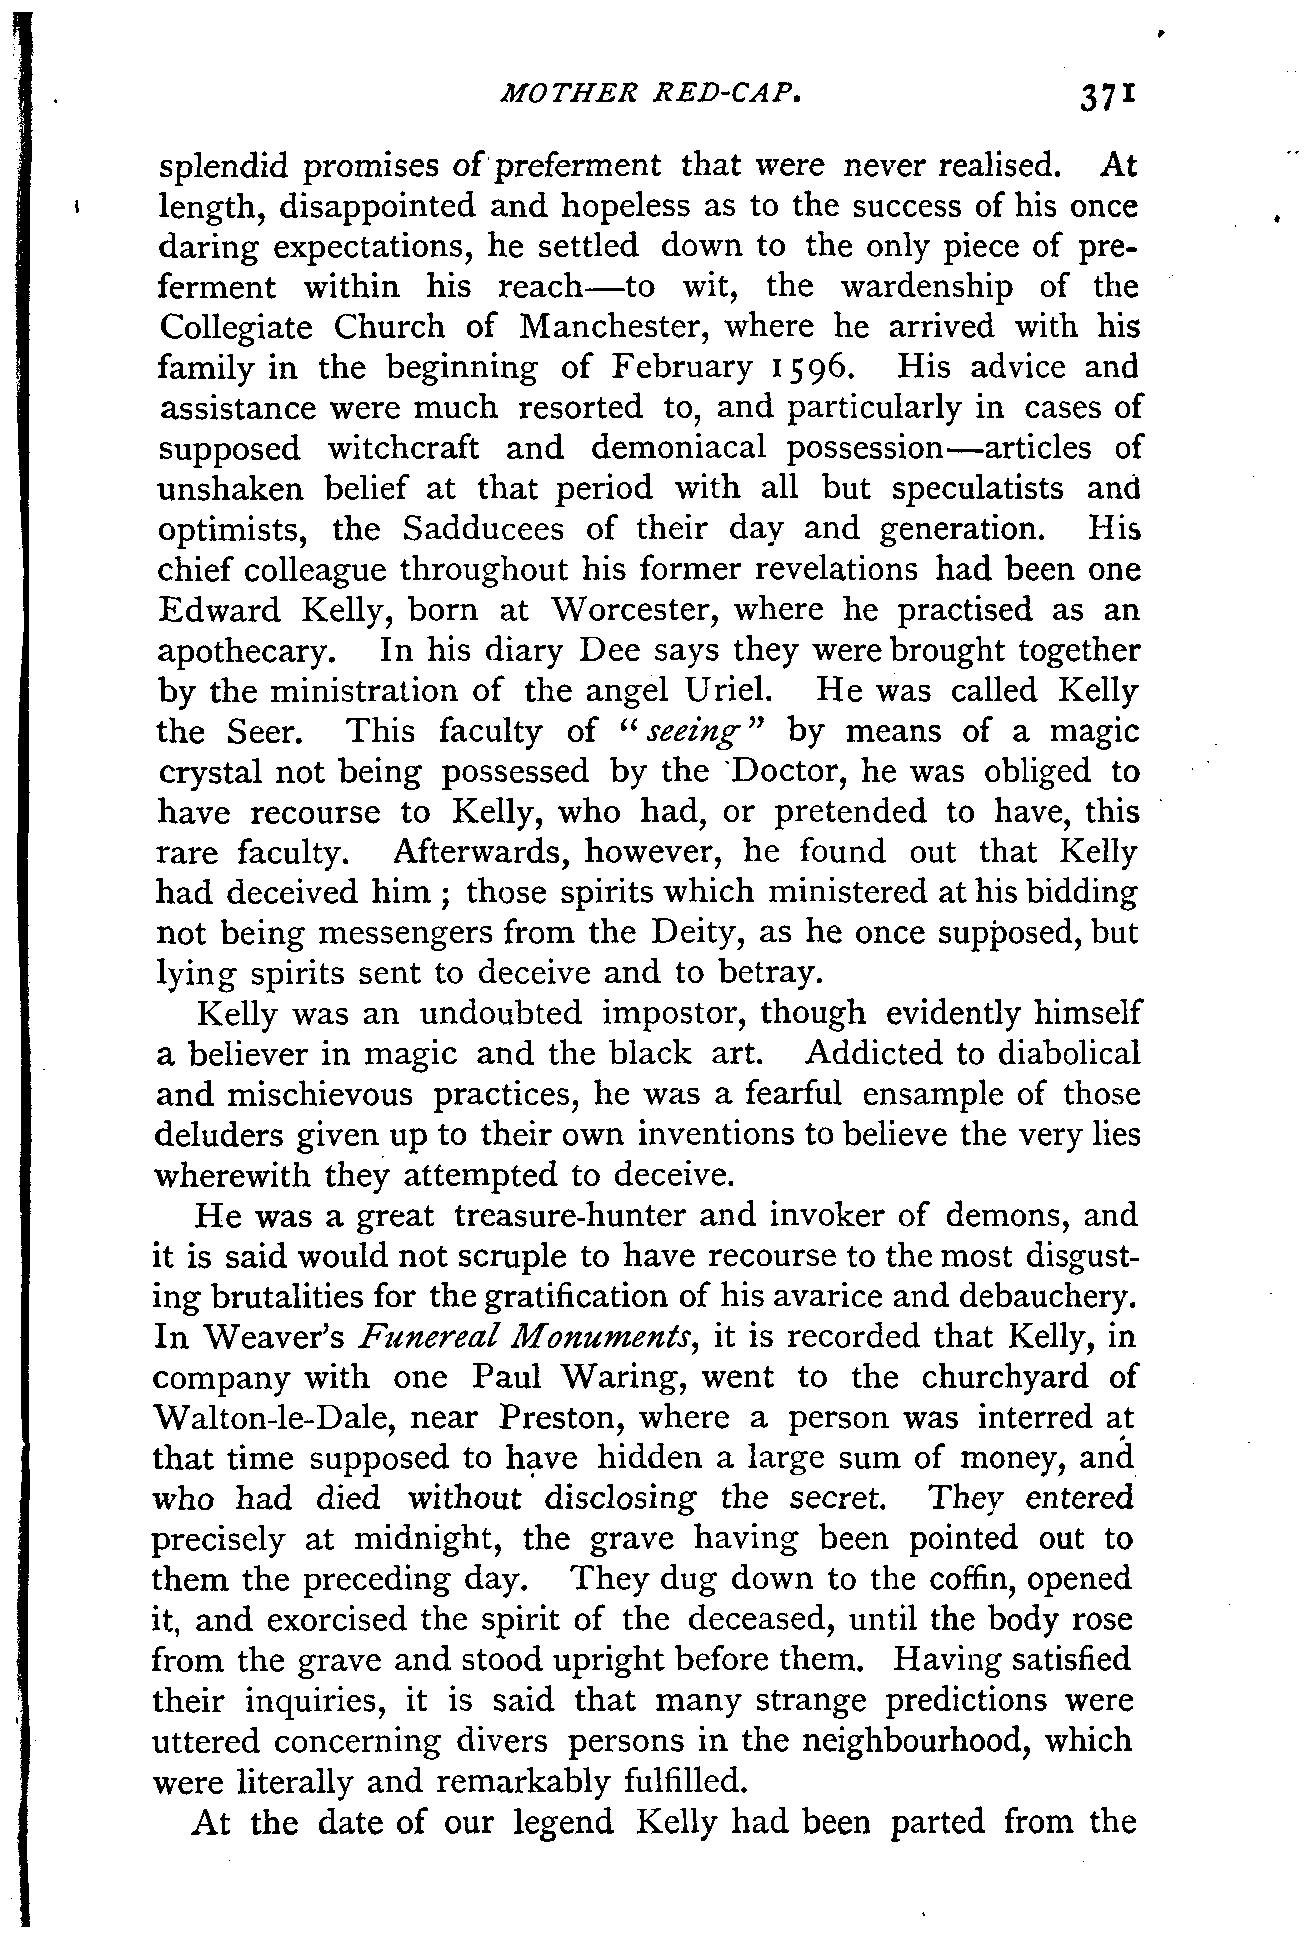 MOTHER RED-CAP. 371
splendid promises of preferment that were never realised. At
length, disappointed and hopeless as to the success of his once
daring expectations, he settled down to the only piece of pre-
ferment within his reach—to wit, the wardenship of the
Collegiate Church of Manchester, where he arrived with his
family in the beginning of February 1596. His advice and
assistance were much resorted to, and particularly in cases of
supposed witchcraft and demoniacal possession—articles of
unshaken belief at that period with all but speculatists and
optimists, the Sadducees of their day and generation. His
chief colleague throughout his former revelations had been one
Edward Kelly, born at Worcester, where he practised as an
apothecary. In his diary Dee says they were brought together
by the ministration of the angel Uriel. He was called Kelly
the Seer. This faculty of "seeing" by means of a magic
crystal not being possessed by the Doctor, he was obliged to
have recourse to Kelly, who had, or pretended to have, this
rare faculty. Afterwards, however, he found out that Kelly
had deceived him ; those spirits which ministered at his bidding
not being messengers from the Deity, as he once supposed, but
lying spirits sent to deceive and to betray.
Kelly was an undoubted impostor, though evidently himself
a believer in magic and the black art. Addicted to diabolical
and mischievous practices, he was a fearful ensample of those
deluders given up to their own inventions to believe the very lies
wherewith they attempted to deceive.
He was a great treasure-hunter and invoker of demons, and
it is said would not scruple to have recourse to the most disgust-
ing brutalities for the gratification of his avarice and debauchery.
In Weaver's Funereal Monuments, it is recorded that Kelly, in
company with one Paul Waring, went to the churchyard of
Walton-le-Dale, near Preston, where a person was interred at
that time supposed to have hidden a large sum of money, and
who had died without disclosing the secret. They entered
precisely at midnight, the grave having been pointed out to
them the preceding day. They dug down to the coffin, opened
it, and exorcised the spirit of the deceased, until the body rose
from the grave and stood upright before them. Having satisfied
their inquiries, it is said that many strange predictions were
uttered concerning divers persons in the neighbourhood, which
were literally and remarkably fulfilled.
At the date of our legend Kelly had been parted from the